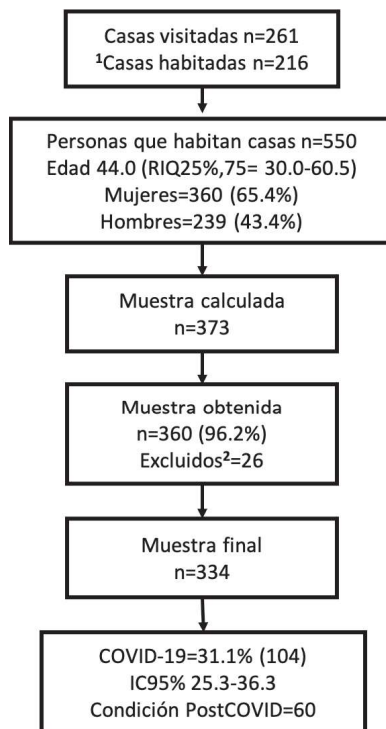 Casas visitadas n=261
¹Casas habitadas n=216
Personas que habitan casas n=550
Edad 44.0 (RIQ25%,75= 30.0-60.5)
Mujeres=360 (65.4%)
Hombres=239 (43.4%)
Muestra calculada
n=373
Muestra obtenida
n=360 (96.2%)
Excluidos²=26
Muestra final
n=334
COVID-19=31.1% (104)
IC95% 25.3-36.3
Condición PostCOVID=60